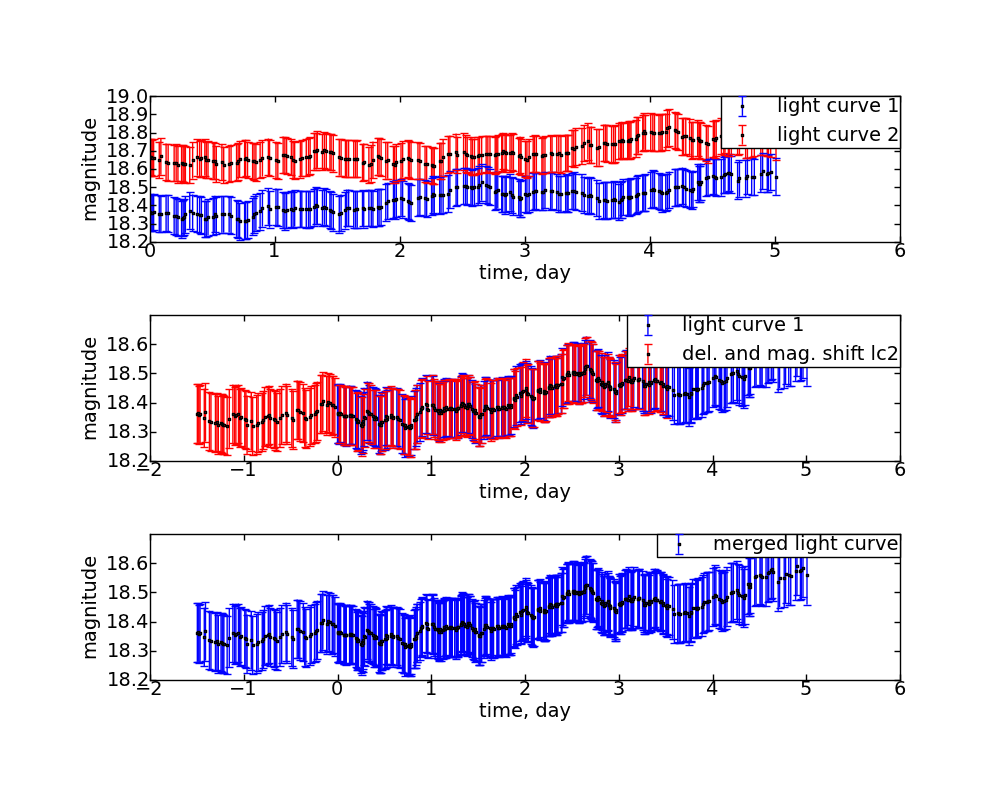 19.0
18.9
18.8
18.7
18.6
18.5
18.4
18.3
18.2
magnitude
light curve 1
light curve 2
0 1 2 3 4 5 6
time, day
18.6
18.5
18.4
18.3
18.2
magnitude
light curve 1
del. and mag. shift lc2
−2 −1 0 1 2 3 4 5 6
time, day
18.6
18.5
18.4
18.3
18.2
magnitude
merged light curve
−2 −1 0 1 2 3 4 5 6
time, day